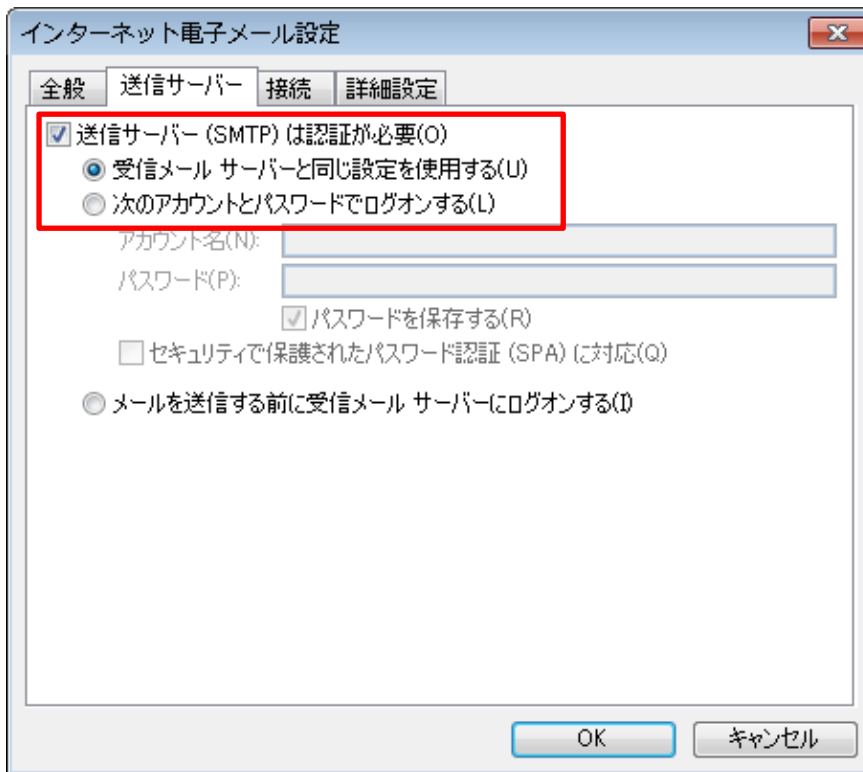 インターネット電子メール設定
全般 送信サーバー 接続 詳細設定
送信サーバー (SMTP) は認証が必要(O)
受信メール サーバーと同じ設定を使用する(U)
次のアカウントとパスワードでログオンする(L)
アカウント名(N):
パスワード(P):
パスワードを保存する(R)
セキュリティで保護されたパスワード認証 (SPA) に対応(Q)
メールを送信する前に受信メール サーバーにログオンする(I)
OK キャンセル